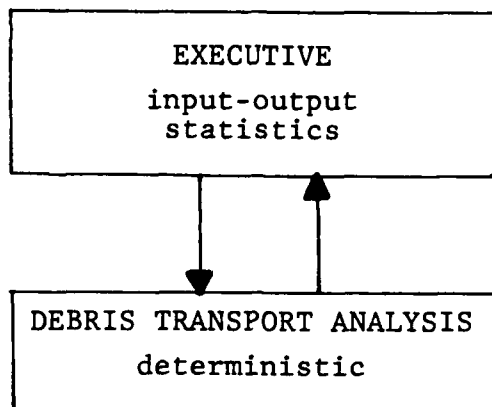 EXECUTIVE
input-output
statistics
DEBRIS TRANSPORT ANALYSIS
deterministic